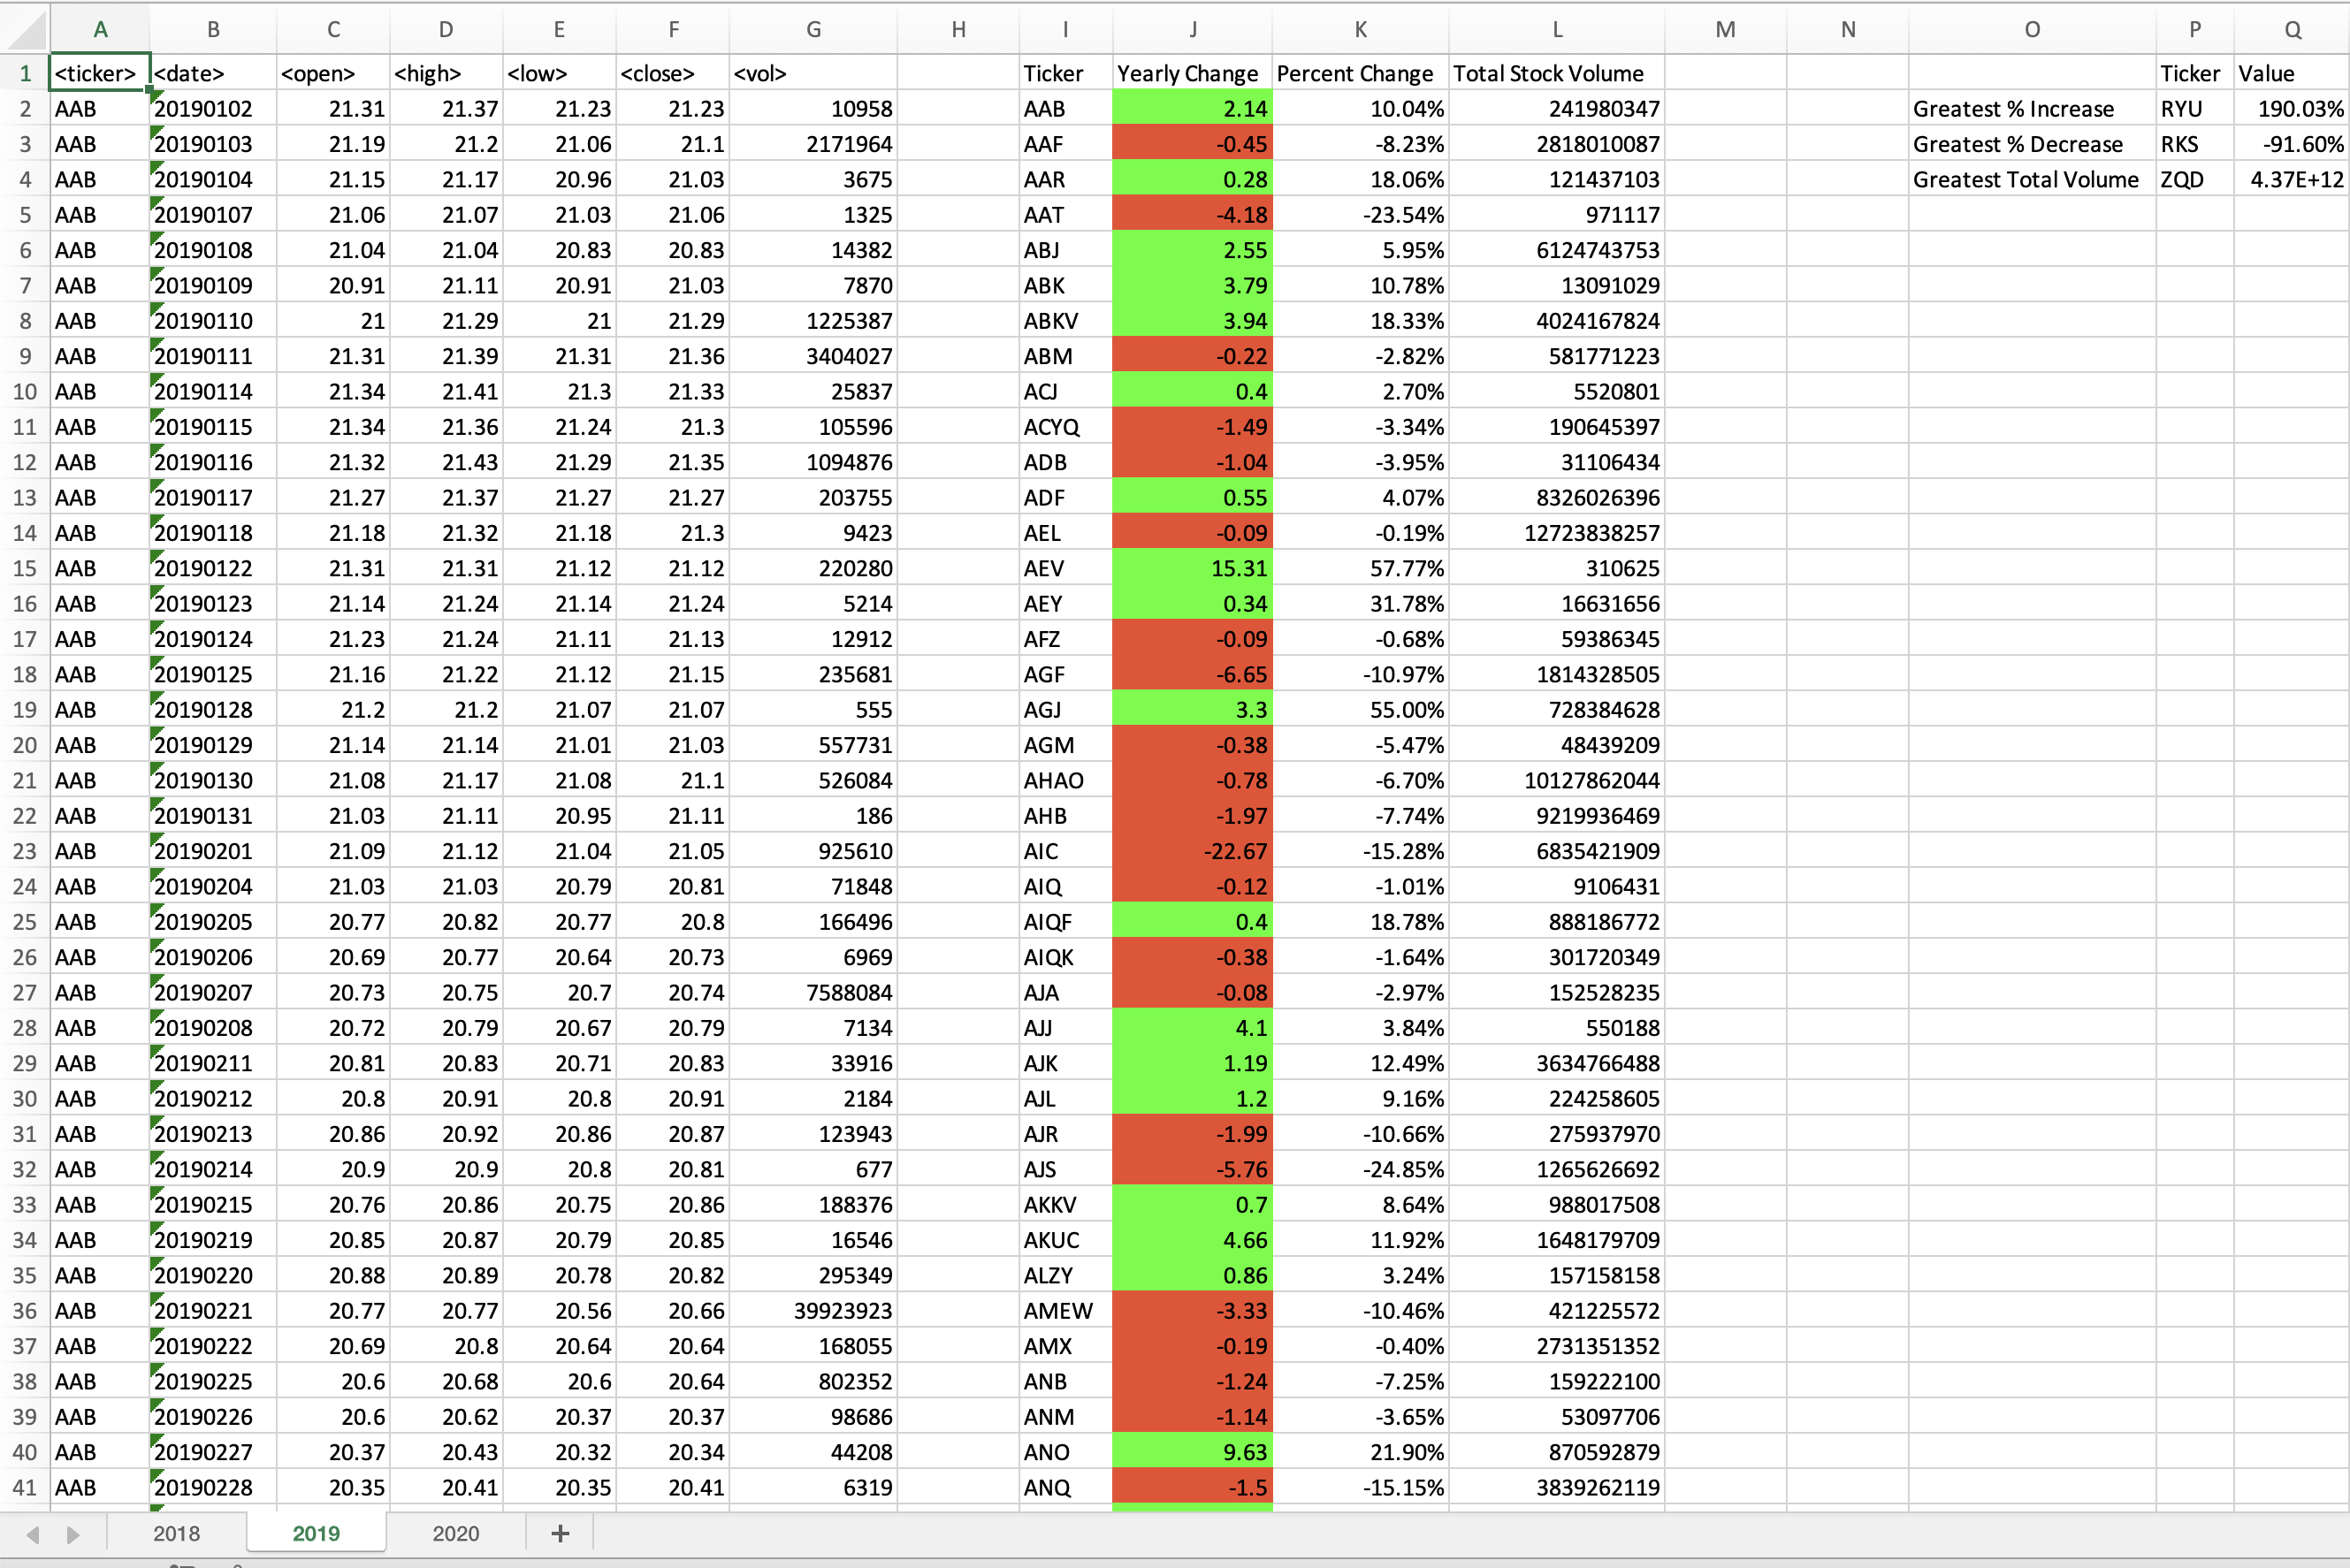 A B C D E F G H I J K L M N O P Q
1 <ticker> <date> <open> <high> <low> <close> <vol> Ticker Yearly Change Percent Change Total Stock Volume Ticker Value
2 AAB 20190102 21.31 21.37 21.23 21.23 10958 AAB 2.14 10.04% 241980347 Greatest % Increase RYU 190.03%
3 AAB 20190103 21.19 21.2 21.06 21.1 2171964 AAF -0.45 -8.23% 2818010087 Greatest % Decrease RKS -91.60%
4 AAB 20190104 21.15 21.17 20.96 21.03 3675 AAR 0.28 18.06% 121437103 Greatest Total Volume ZQD 4.37E+12
5 AAB 20190107 21.06 21.07 21.03 21.06 1325 AAT -4.18 -23.54% 971117
6 AAB 20190108 21.04 21.04 20.83 20.83 14382 ABJ 2.55 5.95% 6124743753
7 AAB 20190109 20.91 21.11 20.91 21.03 7870 ABK 3.79 10.78% 13091029
8 AAB 20190110 21 21.29 21 21.29 1225387 ABKV 3.94 18.33% 4024167824
9 AAB 20190111 21.31 21.39 21.31 21.36 3404027 ABM -0.22 -2.82% 581771223
10 AAB 20190114 21.34 21.41 21.3 21.33 25837 ACJ 0.4 2.70% 5520801
11 AAB 20190115 21.34 21.36 21.24 21.3 105596 ACYQ -1.49 -3.34% 190645397
12 AAB 20190116 21.32 21.43 21.29 21.35 1094876 ADB -1.04 -3.95% 31106434
13 AAB 20190117 21.27 21.37 21.27 21.27 203755 ADF 0.55 4.07% 8326026396
14 AAB 20190118 21.18 21.32 21.18 21.3 9423 AEL -0.09 -0.19% 12723838257
15 AAB 20190122 21.31 21.31 21.12 21.12 220280 AEV 15.31 57.77% 310625
16 AAB 20190123 21.14 21.24 21.14 21.24 5214 AEY 0.34 31.78% 16631656
17 AAB 20190124 21.23 21.24 21.11 21.13 12912 AFZ -0.09 -0.68% 59386345
18 AAB 20190125 21.16 21.22 21.12 21.15 235681 AGF -6.65 -10.97% 1814328505
19 AAB 20190128 21.2 21.2 21.07 21.07 555 AGJ 3.3 55.00% 728384628
20 AAB 20190129 21.14 21.14 21.01 21.03 557731 AGM -0.38 -5.47% 48439209
21 AAB 20190130 21.08 21.17 21.08 21.1 526084 AHAO -0.78 -6.70% 10127862044
22 AAB 20190131 21.03 21.11 20.95 21.11 186 AHB -1.97 -7.74% 9219936469
23 AAB 20190201 21.09 21.12 21.04 21.05 925610 AIC -22.67 -15.28% 6835421909
24 AAB 20190204 21.03 21.03 20.79 20.81 71848 AIQ -0.12 -1.01% 9106431
25 AAB 20190205 20.77 20.82 20.77 20.8 166496 AIQF 0.4 18.78% 888186772
26 AAB 20190206 20.69 20.77 20.64 20.73 6969 AIQK -0.38 -1.64% 301720349
27 AAB 20190207 20.73 20.75 20.7 20.74 7588084 AJA -0.08 -2.97% 152528235
28 AAB 20190208 20.72 20.79 20.67 20.79 7134 AJJ 4.1 3.84% 550188
29 AAB 20190211 20.81 20.83 20.71 20.83 33916 AJK 1.19 12.49% 3634766488
30 AAB 20190212 20.8 20.91 20.8 20.91 2184 AJL 1.2 9.16% 224258605
31 AAB 20190213 20.86 20.92 20.86 20.87 123943 AJR -1.99 -10.66% 275937970
32 AAB 20190214 20.9 20.9 20.8 20.81 677 AJS -5.76 -24.85% 1265626692
33 AAB 20190215 20.76 20.86 20.75 20.86 188376 AKKV 0.7 8.64% 988017508
34 AAB 20190219 20.85 20.87 20.79 20.85 16546 AKUC 4.66 11.92% 1648179709
35 AAB 20190220 20.88 20.89 20.78 20.82 295349 ALZY 0.86 3.24% 157158158
36 AAB 20190221 20.77 20.77 20.56 20.66 39923923 AMEW -3.33 -10.46% 421225572
37 AAB 20190222 20.69 20.8 20.64 20.64 168055 AMX -0.19 -0.40% 2731351352
38 AAB 20190225 20.6 20.68 20.6 20.64 802352 ANB -1.24 -7.25% 159222100
39 AAB 20190226 20.6 20.62 20.37 20.37 98686 ANM -1.14 -3.65% 53097706
40 AAB 20190227 20.37 20.43 20.32 20.34 44208 ANO 9.63 21.90% 870592879
41 AAB 20190228 20.35 20.41 20.35 20.41 6319 ANQ -1.5 -15.15% 3839262119
2018 2019 2020 +